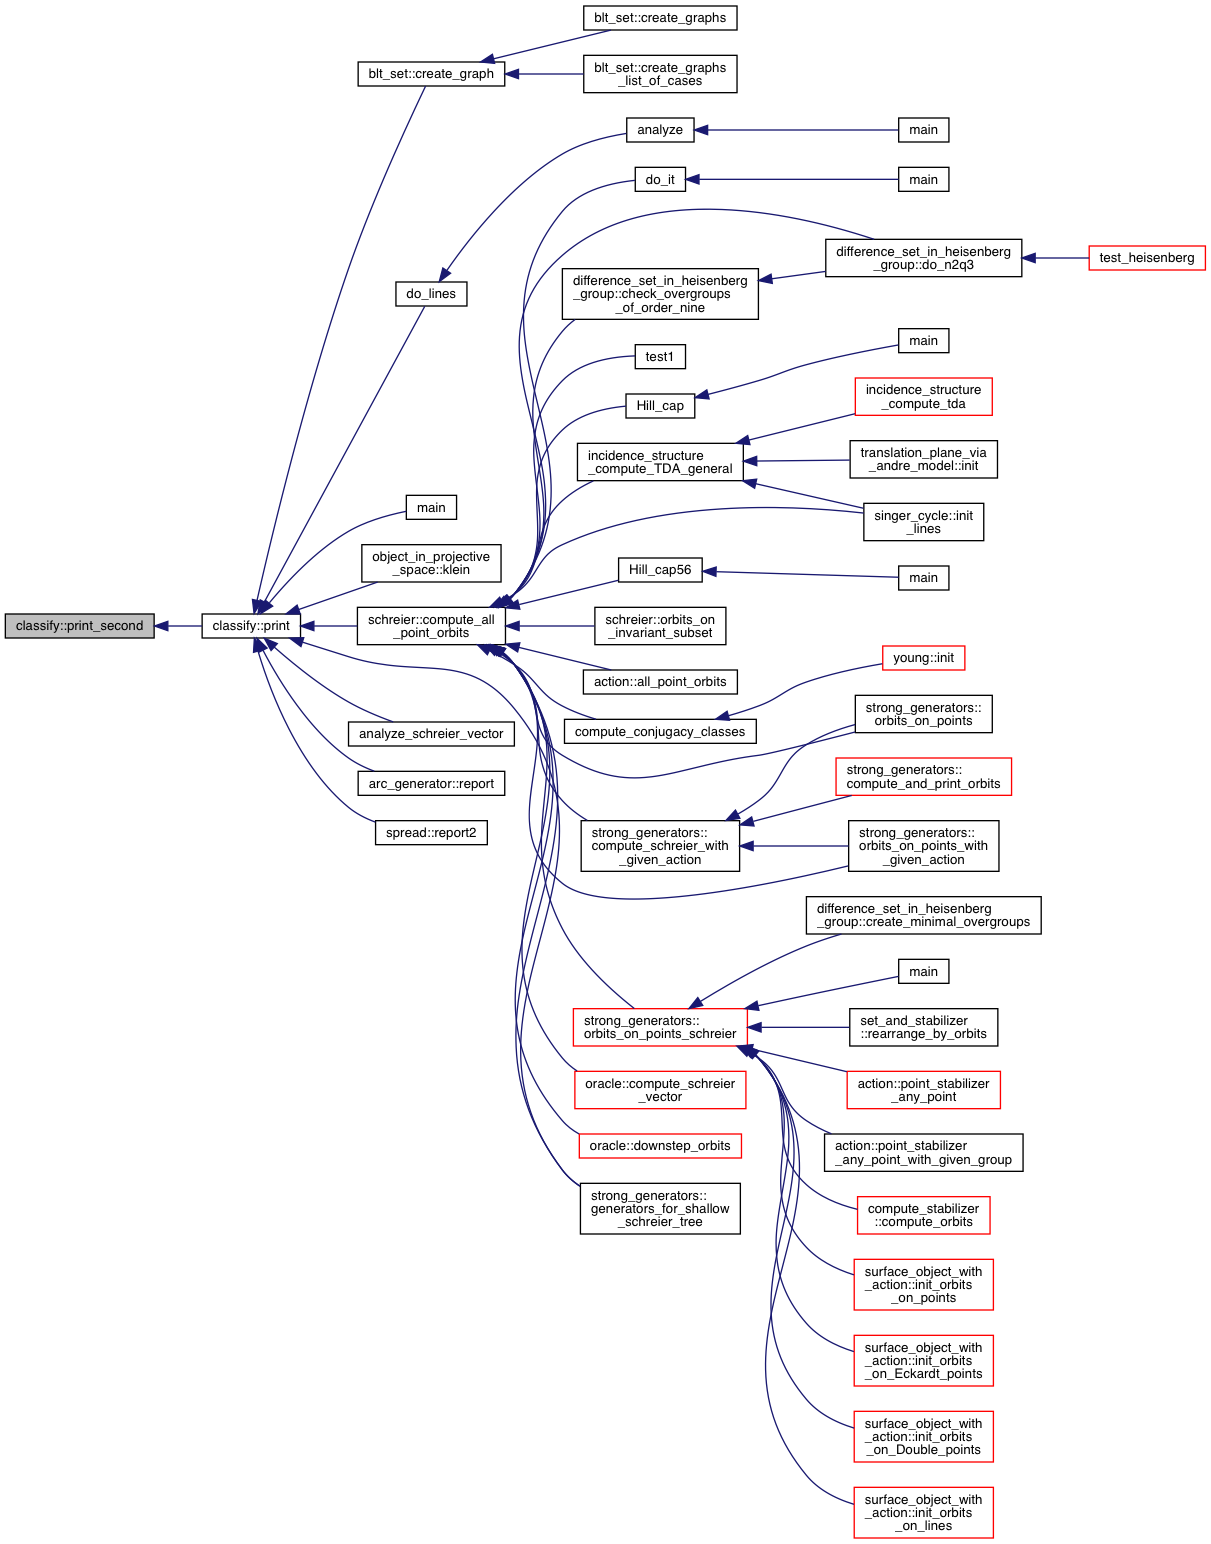 blt_set::create_graphs
blt_set::create_graph
blt_set::create_graphs
_list_of_cases
analyze
main
do_it
main
difference_set_in_heisenberg
_group::do_n2q3
test_heisenberg
difference_set_in_heisenberg
_group::check_overgroups
_of_order_nine
do_lines
main
test1
incidence_structure
_compute_tda
Hill_cap
incidence_structure
_compute_TDA_general
translation_plane_via
_andre_model::init
main
singer_cycle::init
_lines
object_in_projective
_space::klein
Hill_cap56
main
classify::print_second
classify::print
schreier::compute_all
_point_orbits
schreier::orbits_on
_invariant_subset
young::init
action::all_point_orbits
strong_generators::
orbits_on_points
analyze_schreier_vector
compute_conjugacy_classes
arc_generator::report
strong_generators::
compute_and_print_orbits
spread::report2
strong_generators::
compute_schreier_with
_given_action
strong_generators::
orbits_on_points_with
_given_action
difference_set_in_heisenberg
_group::create_minimal_overgroups
main
strong_generators::
orbits_on_points_schreier
set_and_stabilizer
::rearrange_by_orbits
oracle::compute_schreier
_vector
action::point_stabilizer
_any_point
oracle::downstep_orbits
action::point_stabilizer
_any_point_with_given_group
strong_generators::
generators_for_shallow
_schreier_tree
compute_stabilizer
::compute_orbits
surface_object_with
_action::init_orbits
_on_points
surface_object_with
_action::init_orbits
_on_Eckardt_points
surface_object_with
_action::init_orbits
_on_Double_points
surface_object_with
_action::init_orbits
_on_lines